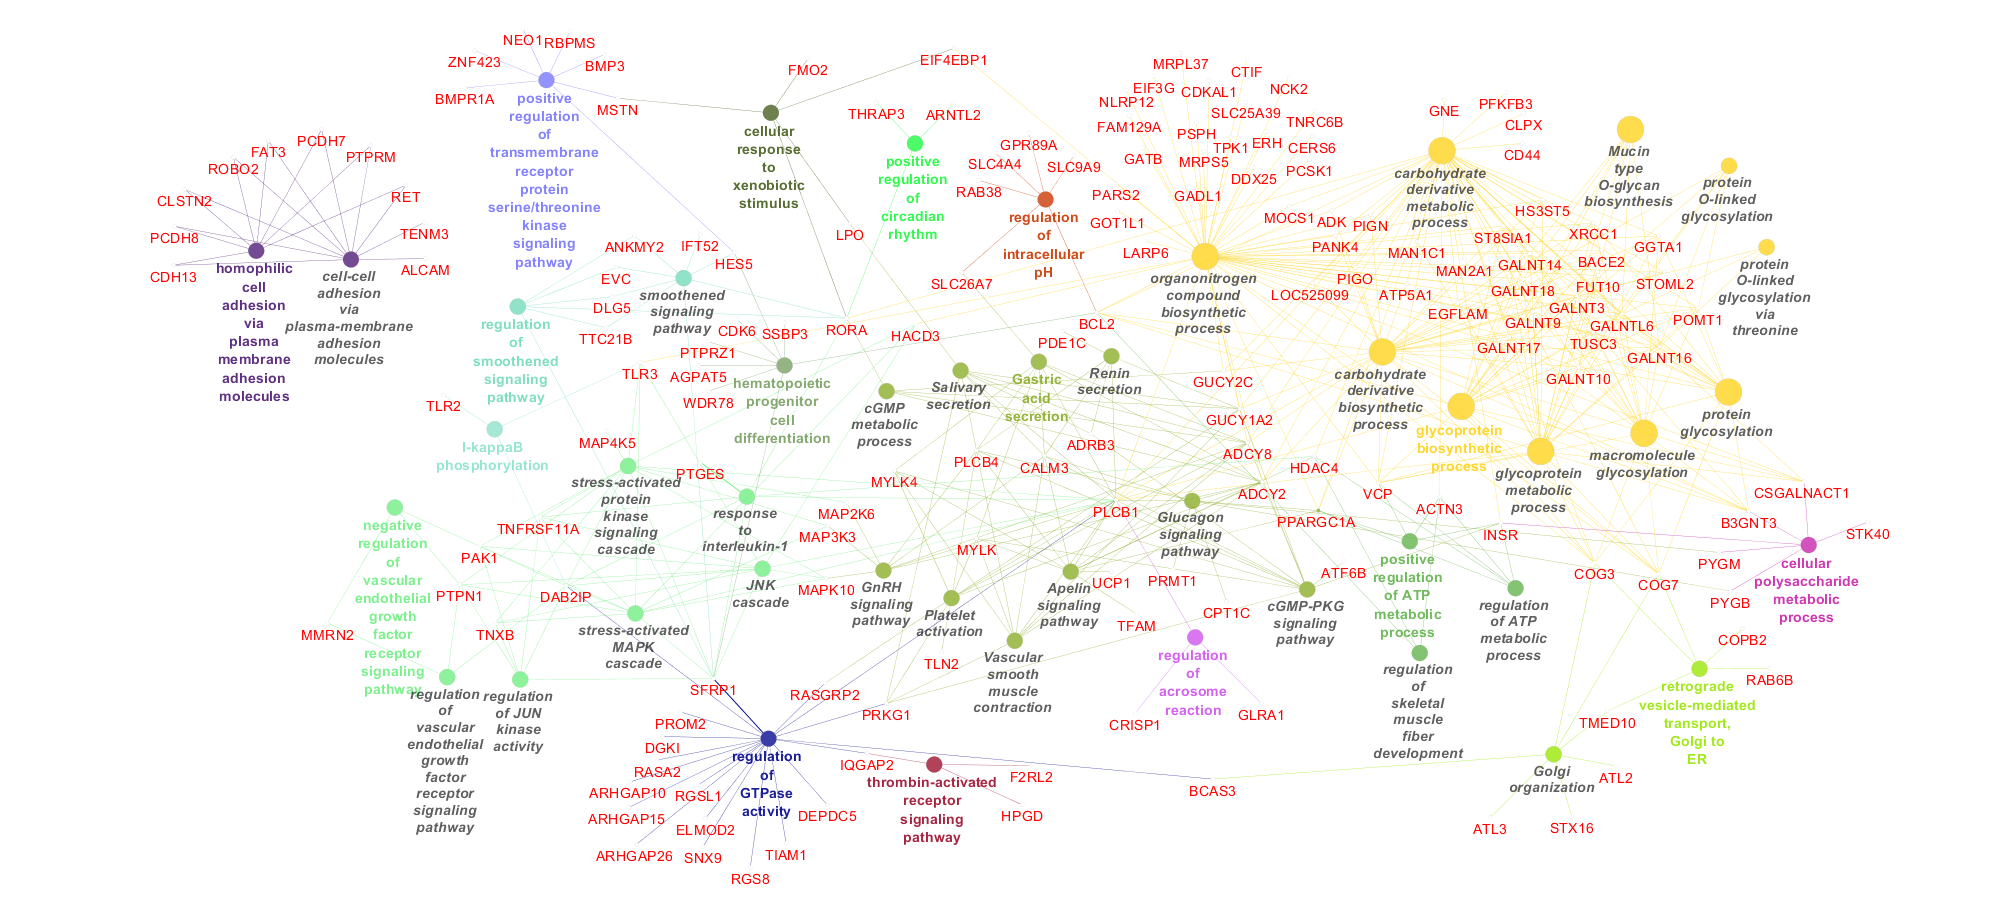 NEO1
RBPMS
ZNF423
BMP3
BMPR1A
MSTN
positive
regulation
of
transmembrane
receptor
protein
serine/threonine
kinase
signaling
pathway
FMO2
EIF4EBP1
cellular
response
to
xenobiotic
stimulus
LPO
THRAP3
ARNTL2
positive
regulation
of
circadian
rhythm
GPR89A
SLC4A4
SLC9A9
RAB38
regulation
of
intracellular
pH
SLC26A7
BCL2
PCDH7
FAT3
PTPRM
ROBO2
CLSTN2
RET
PCDH8
TENM3
CDH13
ALCAM
homophilic
cell
adhesion
via
plasma
membrane
adhesion
molecules
cell-cell
adhesion
via
plasma-membrane
adhesion
molecules
ANKMY2
IFT52
HES5
EVC
DLG5
TTC21B
smoothened
signaling
pathway
regulation
of
smoothened
signaling
pathway
CDK6
SSBP3
RORA
HACD3
PTPRZ1
AGPAT5
WDR78
hematopoietic
progenitor
cell
differentiation
TLR3
TLR2
I-kappaB
phosphorylation
MRPL37
CTIF
EIF3G
CDKAL1
NCK2
NLRP12
SLC25A39
FAM129A
PSPH
TNRC6B
TPK1
ERH
GATB
MRPS5
CERS6
DDX25
PCSK1
PARS2
GADL1
GOT1L1
MOCS1
ADK
LARP6
organonitrogen
compound
biosynthetic
process
GNE
PFKFB3
CLPX
CD44
carbohydrate
derivative
metabolic
process
Mucin
type
O-glycan
biosynthesis
protein
O-linked
glycosylation
protein
O-linked
glycosylation
via
threonine
PIGN
PANK4
MAN1C1
PIGO
LOC525099
ATP5A1
HS3ST5
ST8SIA1
XRCC1
GGTA1
MAN2A1
GALNT14
BACE2
GALNT18
FUT10
STOML2
EGFLAM
GALNT3
GALNT9
GALNTL6
POMT1
GALNT17
TUSC3
GALNT16
GALNT10
carbohydrate
derivative
biosynthetic
process
glycoprotein
biosynthetic
process
glycoprotein
metabolic
process
macromolecule
glycosylation
protein
glycosylation
PDE1C
Salivary
secretion
Gastric
acid
secretion
Renin
secretion
cGMP
metabolic
process
GUCY2C
GUCY1A2
ADRB3
ADCY8
PLCB4
CALM3
HDAC4
MYLK4
ADCY2
VCP
PLCB1
PPARGC1A
ACTN3
INSR
Glucagon
signaling
pathway
MAP4K5
stress-activated
protein
kinase
signaling
cascade
PTGES
response
to
interleukin-1
MAP2K6
MAP3K3
MAPK10
MYLK
TNFRSF11A
PAK1
PTPN1
DAB2IP
TNXB
MMRN2
negative
regulation
of
vascular
endothelial
growth
factor
receptor
signaling
pathway
JNK
cascade
stress-activated
MAPK
cascade
regulation
of
vascular
endothelial
growth
factor
receptor
signaling
pathway
regulation
of JUN
kinase
activity
GnRH
signaling
pathway
Platelet
activation
Apelin
signaling
pathway
Vascular
smooth
muscle
contraction
cGMP-PKG
signaling
pathway
UCP1
PRMT1
ATF6B
CPT1C
TFAM
TLN2
positive
regulation
of ATP
metabolic
process
regulation
of ATP
metabolic
process
regulation
of
skeletal
muscle
fiber
development
regulation
of
acrosome
reaction
CRISP1
GLRA1
CSGALNACT1
B3GNT3
STK40
PYGM
PYGB
cellular
polysaccharide
metabolic
process
COG3
COG7
COPB2
RAB6B
TMED10
retrograde
vesicle-mediated
transport,
Golgi to
ER
Golgi
organization
ATL2
ATL3
STX16
BCAS3
SFRP1
RASGRP2
PRKG1
PROM2
DGKI
RASA2
ARHGAP10
RGSL1
ARHGAP15
ELMOD2
ARHGAP26
SNX9
RGS8
TIAM1
DEPDC5
regulation
of
GTPase
activity
IQGAP2
F2RL2
HPGD
thrombin-activated
receptor
signaling
pathway